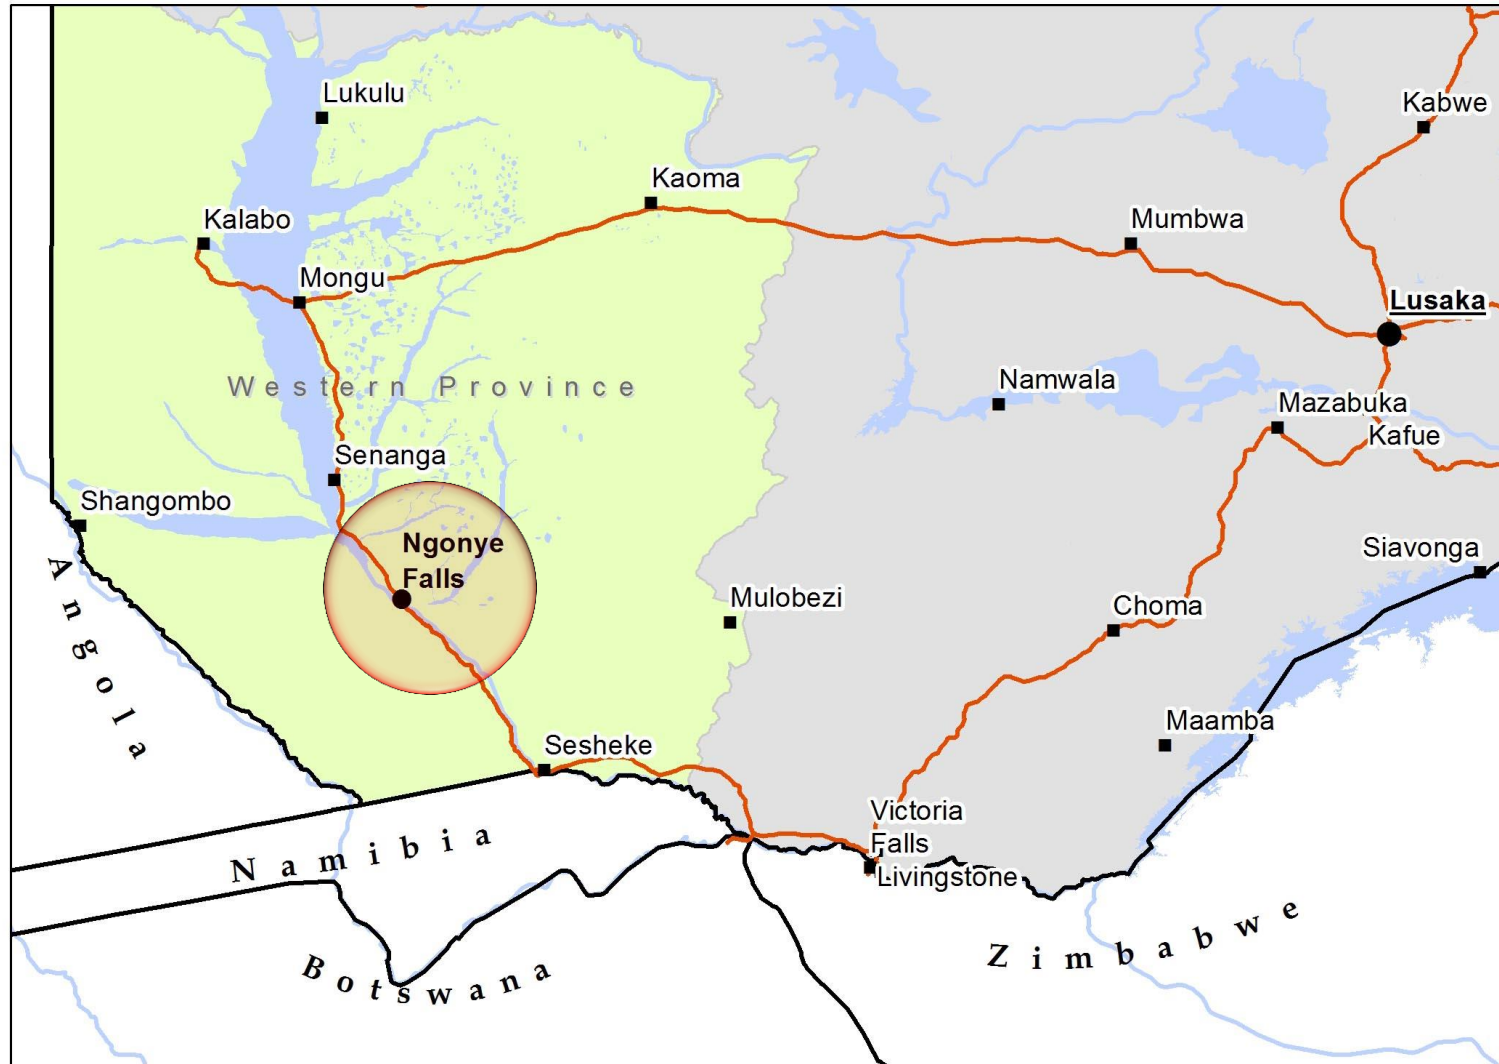 Lukulu
Kabwe
Kaoma
Kalabo
Mumbwa
Mongu
Lusaka
Western Province
Namwala
Mazabuka
Kafue
Senanga
Shangombo
Ngonye
Falls
Siavonga
Angola
Mulobezi
Choma
Maamba
Sesheke
Victoria
Falls
Livingstone
Namibia
Zimbabwe
Botswana